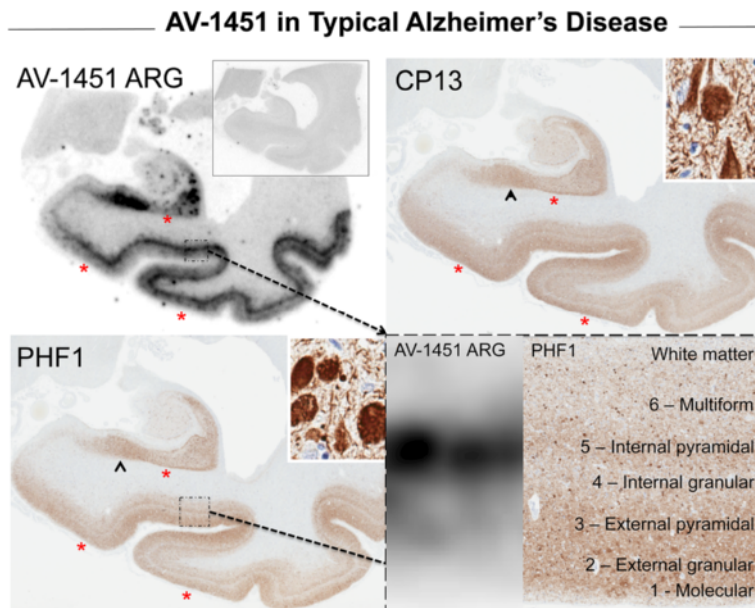 AV-1451 in Typical Alzheimer's Disease
AV-1451 ARG
CP13
PHF1
AV-1451 ARG
PHF1
White matter
6 – Multiform
5 – Internal pyramidal
4 – Internal granular
3 – External pyramidal
2 – External granular
1 - Molecular